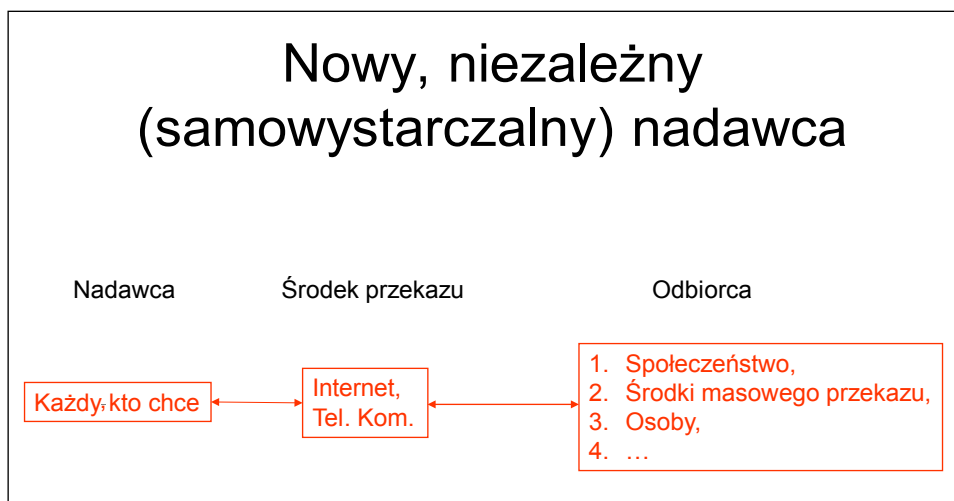 Nowy, niezależny
(samowystarczalny) nadawca
Nadawca
Środek przekazu
Odbiorca
Każdy, kto chce
Internet,
Tel. Kom.
1. Społeczeństwo,
2. Środki masowego przekazu,
3. Osoby,
4. …